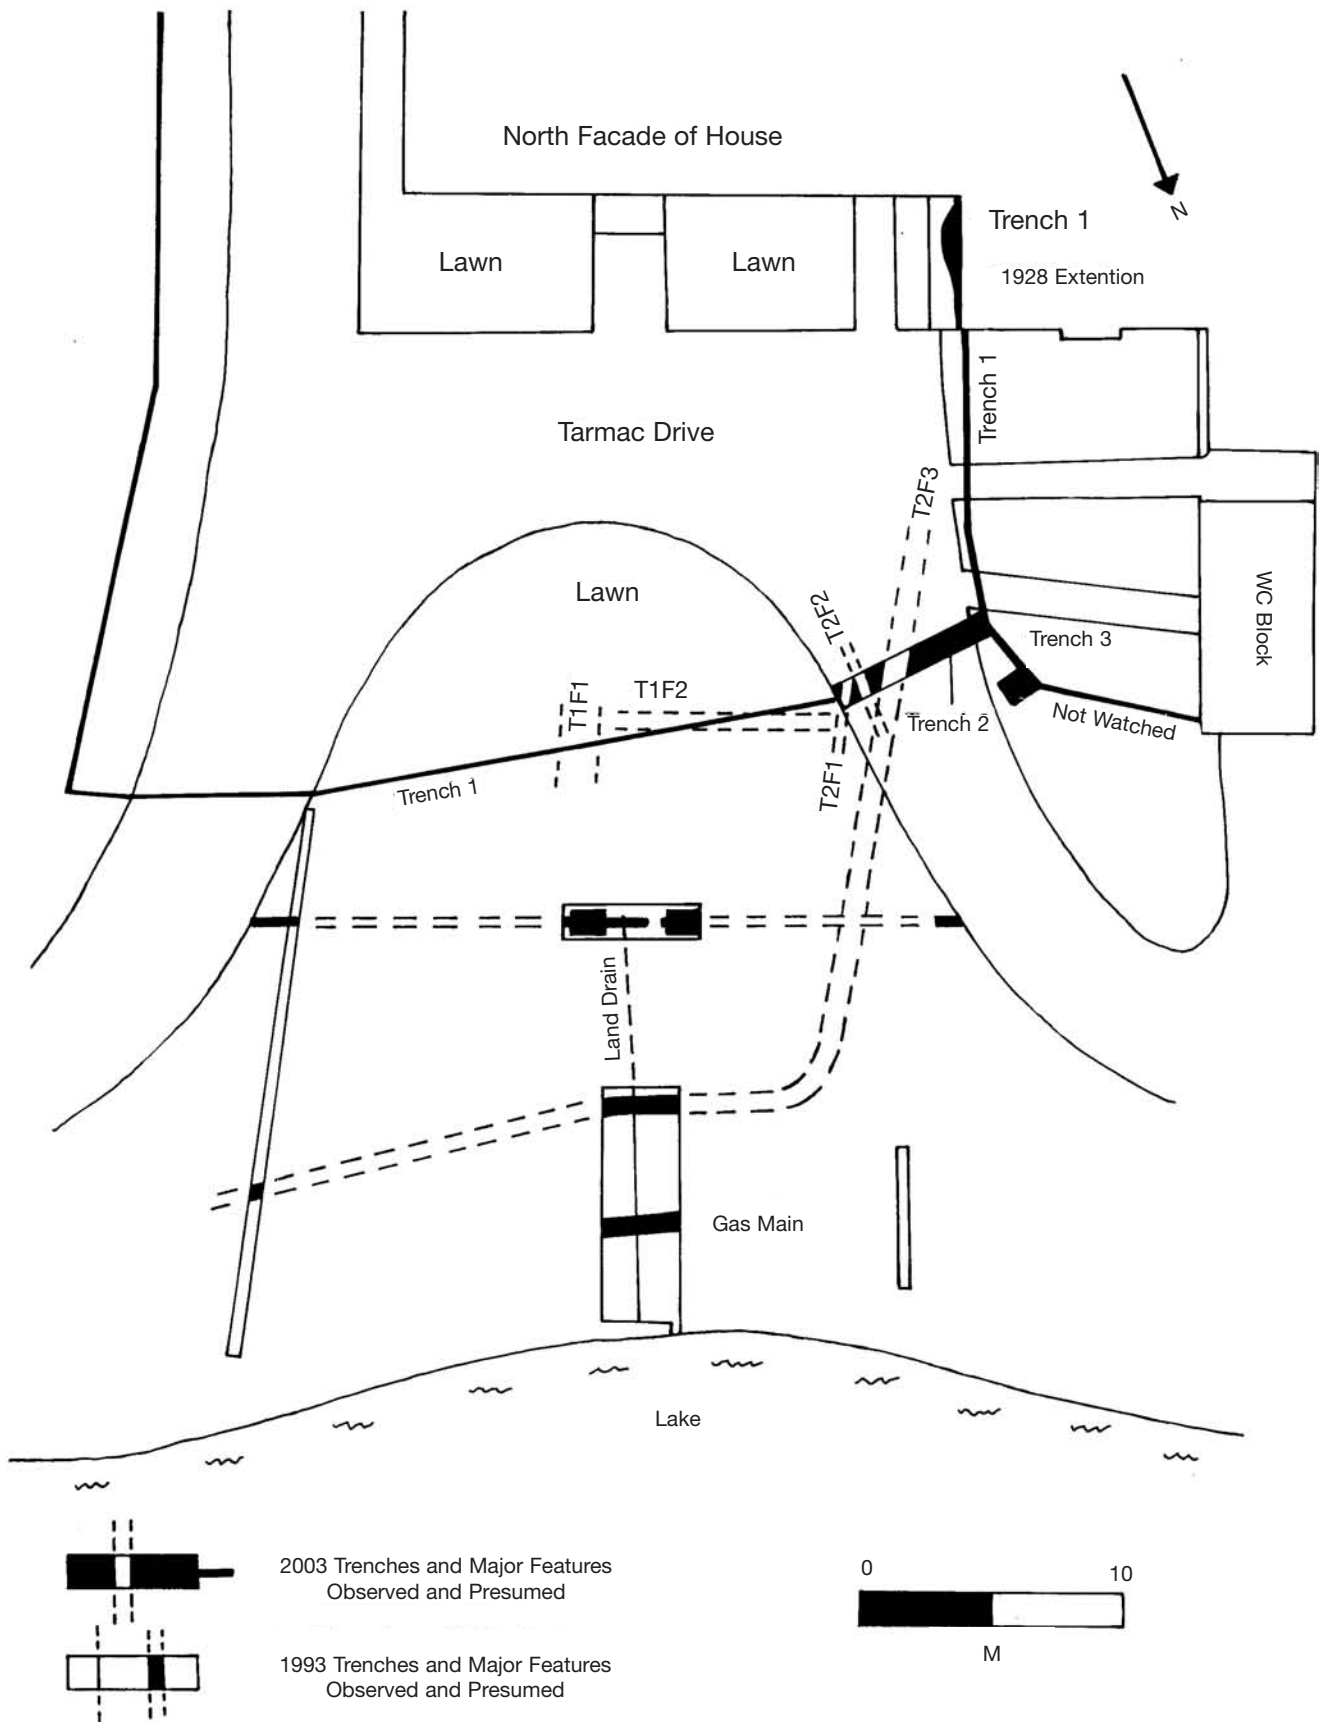 North Facade of House
N
Trench 1
Lawn
Lawn
1928 Extention
Trench 1
Tarmac Drive
T2F3
Lawn
T2F2
WC Block
Trench 3
T1F1
T1F2
Not Watched
Trench 2
T2F1
Trench 1
Land Drain
Gas Main
Lake
2003 Trenches and Major Features
Observed and Presumed
0
10
M
1993 Trenches and Major Features
Observed and Presumed